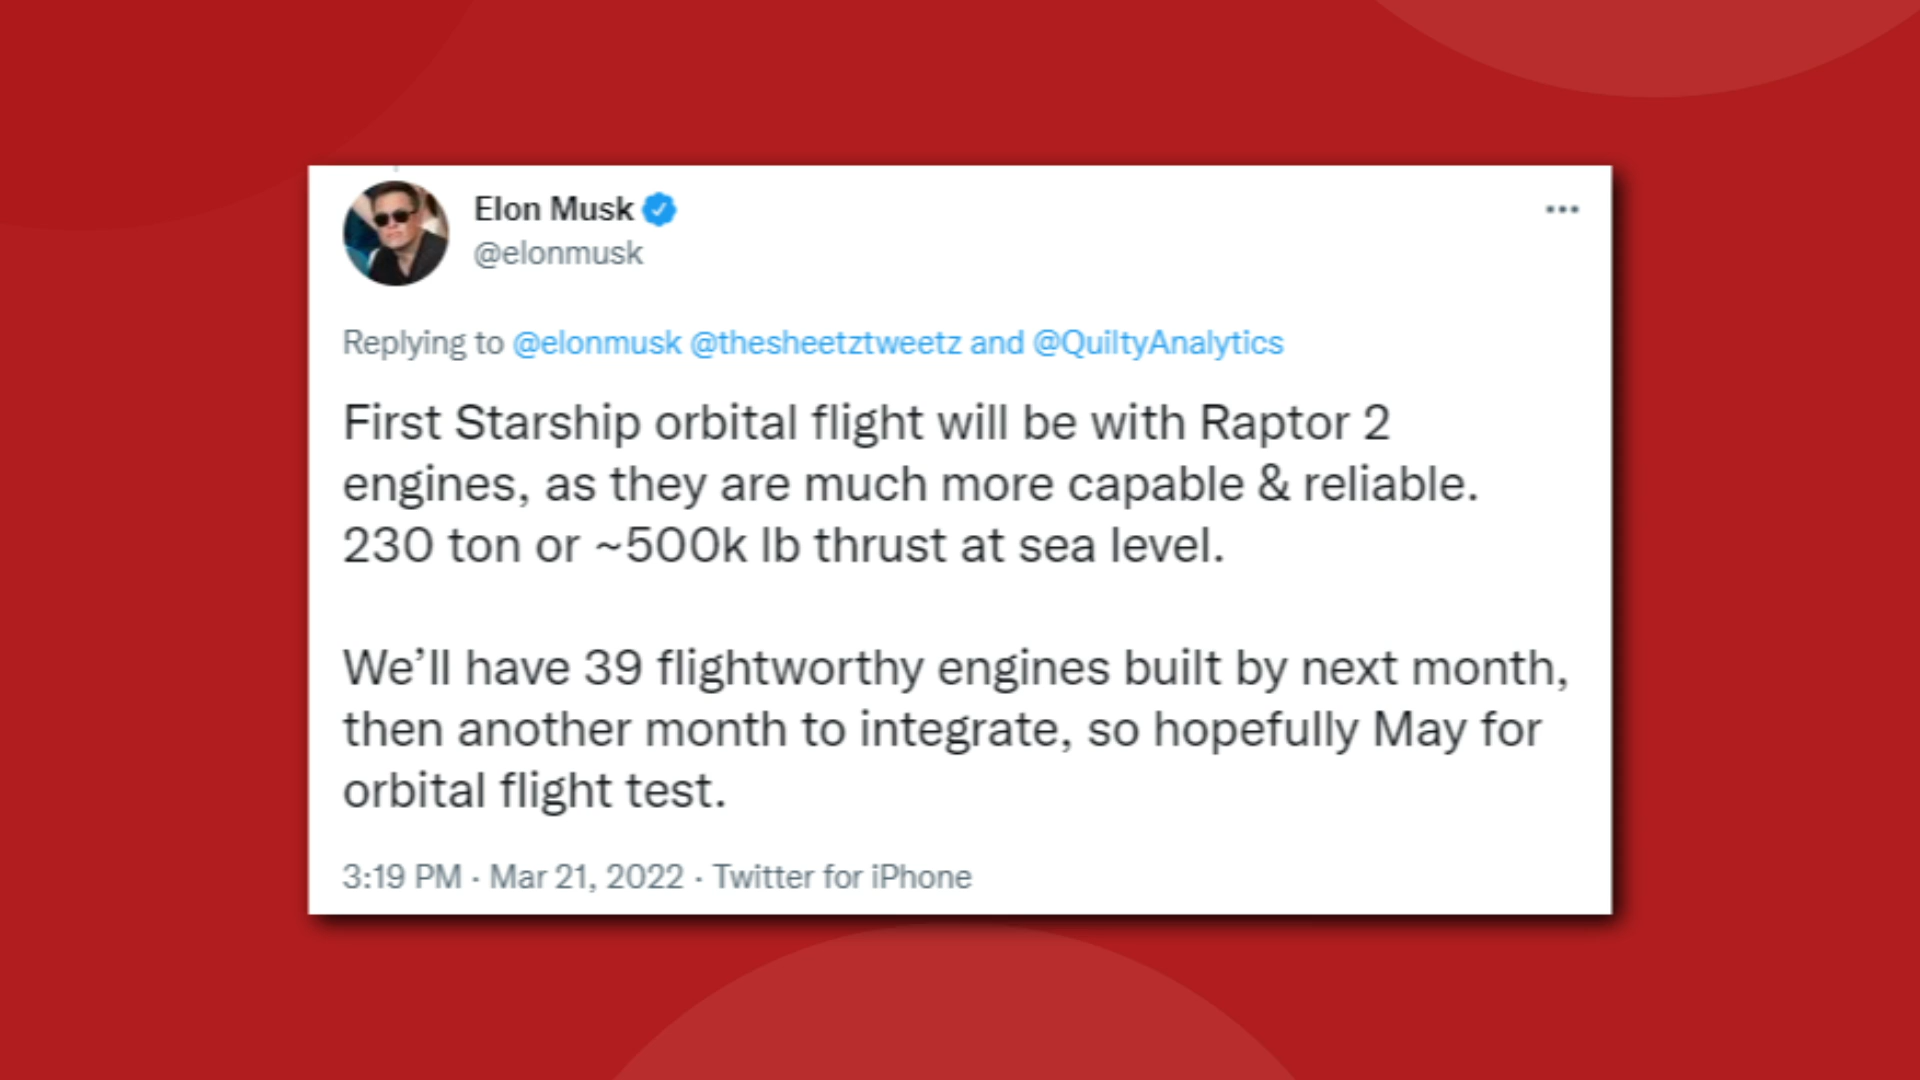 Elon Musk
@elonmusk
Replying to @elonmusk @thesheetztweetz and @QuiltyAnalytics
First Starship orbital flight will be with Raptor 2
engines, as they are much more capable & reliable.
230 ton or ~500k lb thrust at sea level.
We’ll have 39 flightworthy engines built by next month,
then another month to integrate, so hopefully May for
orbital flight test.
3:19 PM · Mar 21, 2022 · Twitter for iPhone